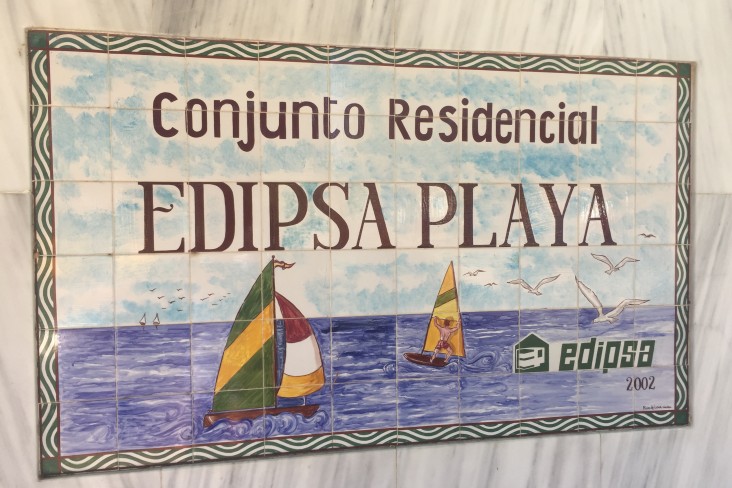 Conjunto Residencial
EDIPSA PLAYA
edipsa
2002